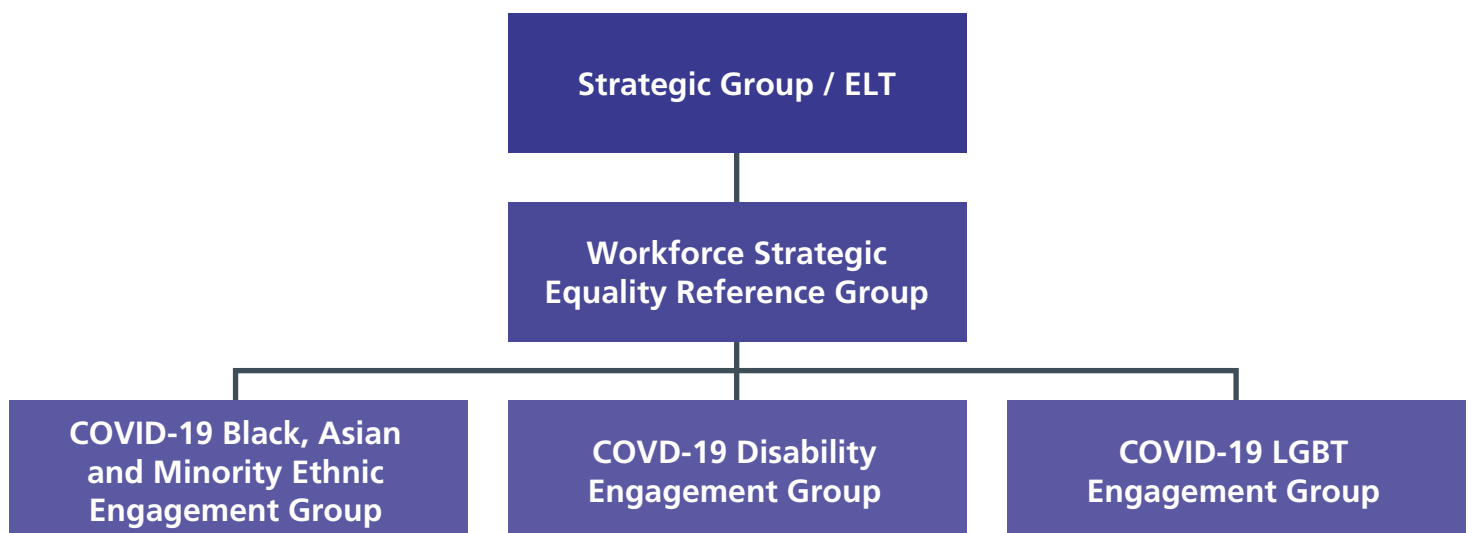 Strategic Group / ELT
Workforce Strategic
Equality Reference Group
COVID-19 Black, Asian
and Minority Ethnic
Engagement Group
COVD-19 Disability
Engagement Group
COVID-19 LGBT
Engagement Group